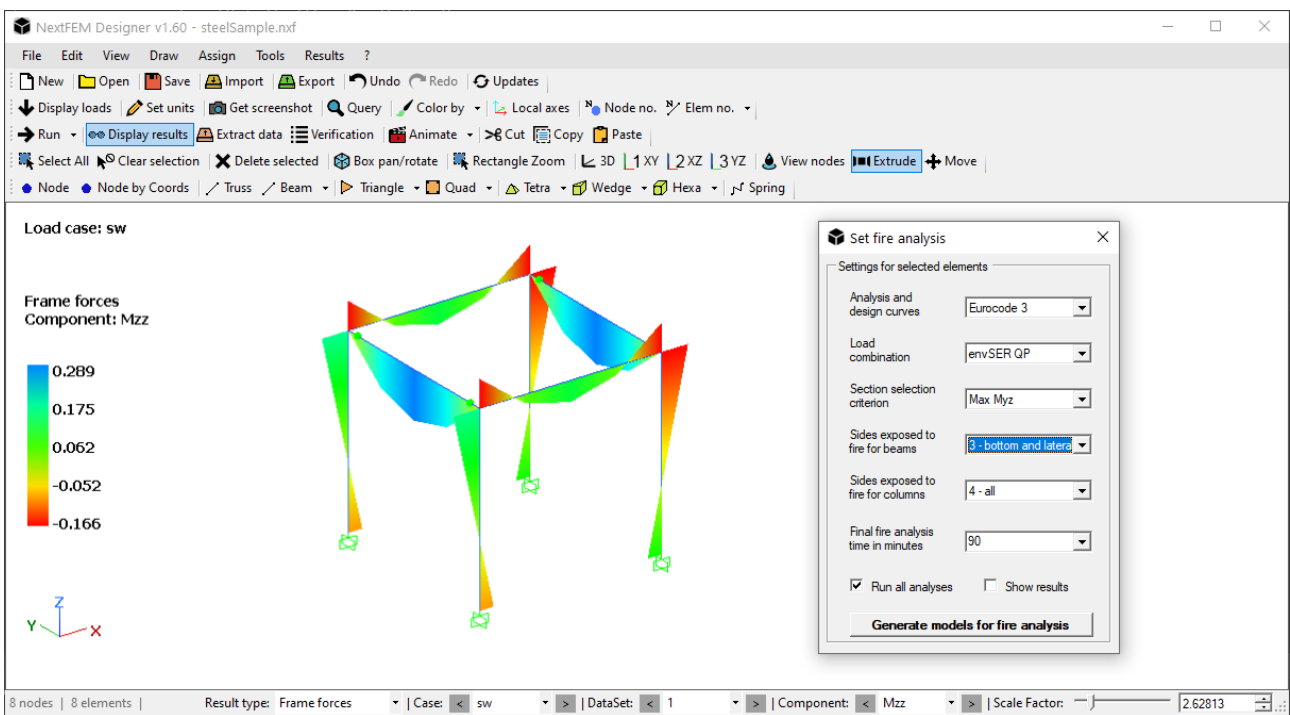 NextFEM Designer v1.60 - steelSample.nxf
File Edit View Draw Assign Tools Results ?
New Open Save Import Export Undo Redo Updates
Display loads Set units Get screenshot Query Color by Local axes Node no. Elem no.
Run Display results Extract data Verification Animate Cut Copy Paste
Select All Clear selection Delete selected Box pan/rotate Rectangle Zoom 3D 1 XY 2 XZ 3 YZ View nodes Extrude Move
Node Node by Coords Truss Beam Triangle Quad Tetra Wedge Hexa Spring
Load case: sw
Frame forces
Component: Mzz
0.289
0.175
0.062
-0.052
-0.166
Z
Y
X
Set fire analysis
Settings for selected elements
Analysis and
design curves
Eurocode 3
Load
combination
envSER QP
Section selection
criterion
Max Myz
Sides exposed to
fire for beams
3 - bottom and latera
Sides exposed to
fire for columns
4 - all
Final fire analysis
time in minutes
90
Run all analyses Show results
Generate models for fire analysis
8 nodes | 8 elements | Result type: Frame forces | Case: < sw > | DataSet: < 1 > | Component: < Mzz > | Scale Factor: 2.62813